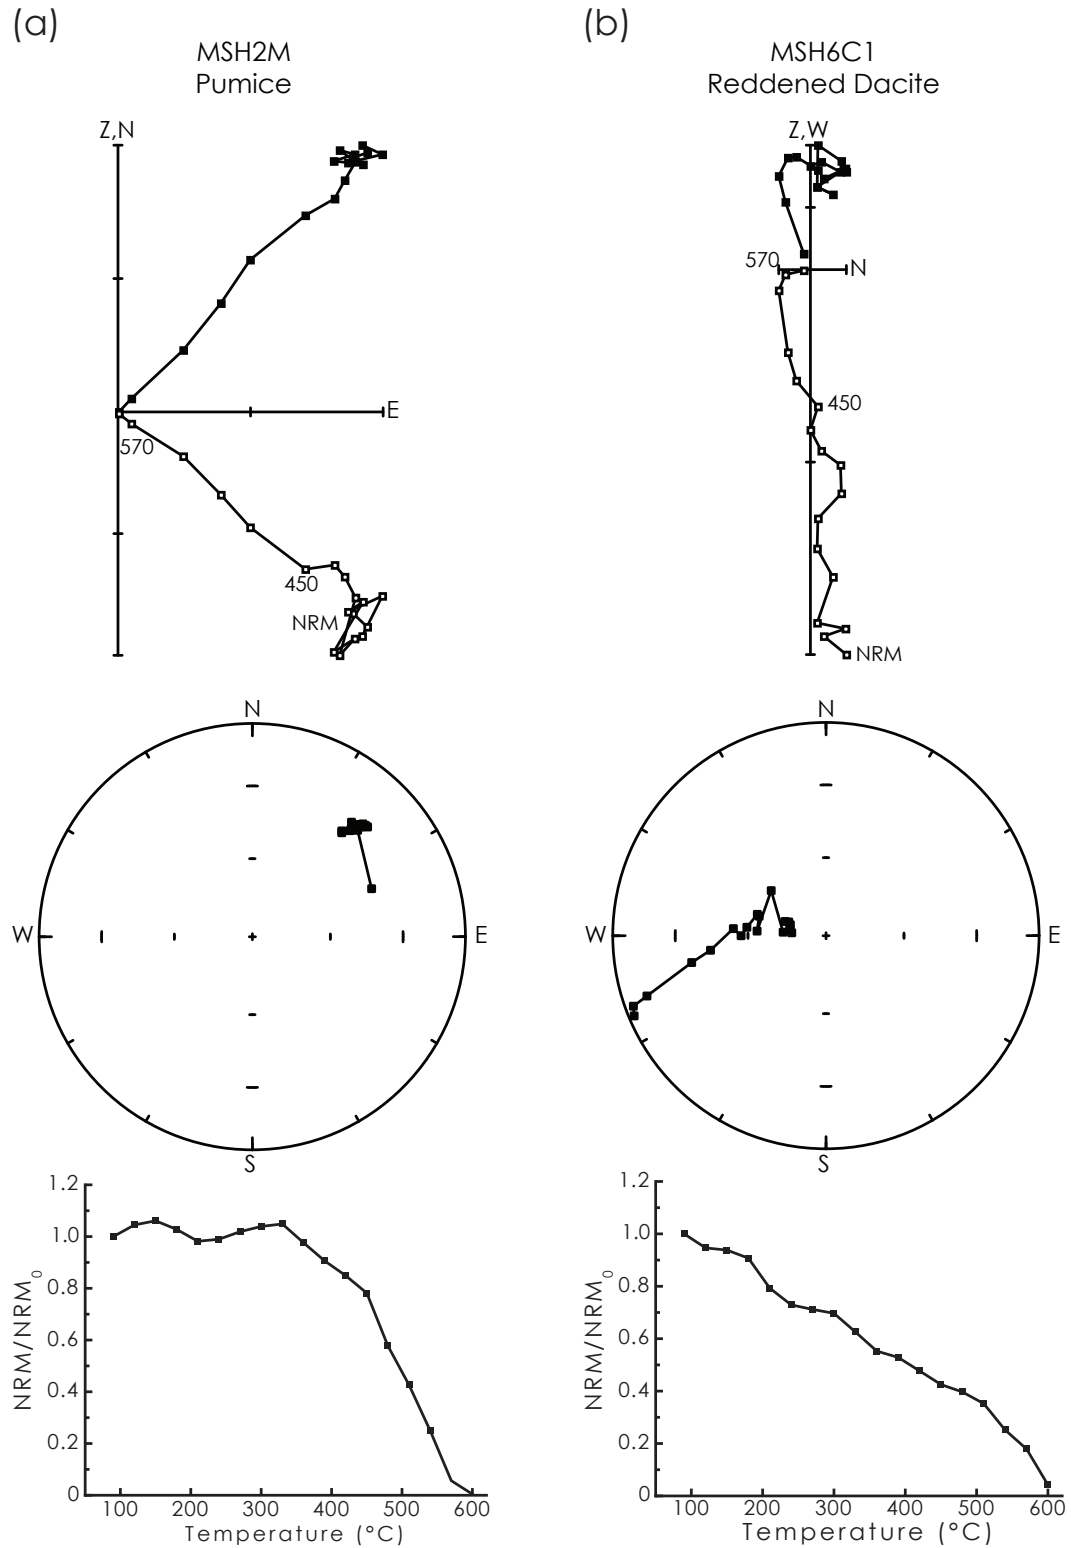 (a)
MSH2M
Pumice
Z,N
E
570
450
NRM
N
W
E
S
1.2
1.0
0.8
0.6
0.4
0.2
0
NRM/NRM0
100 200 300 400 500 600
Temperature (°C)
(b)
MSH6C1
Reddened Dacite
Z,W
570
N
450
NRM
N
W
E
S
1.2
1.0
0.8
0.6
0.4
0.2
0
NRM/NRM0
100 200 300 400 500 600
Temperature (°C)